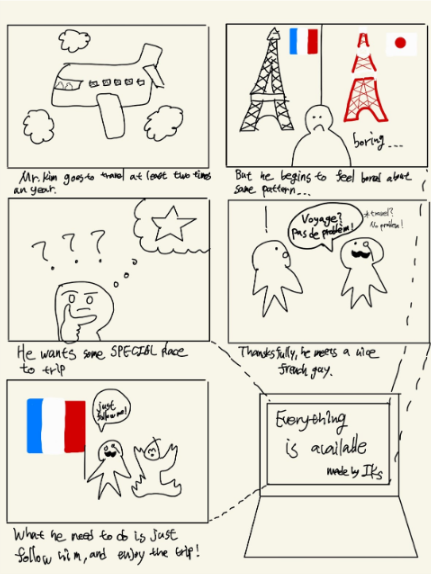 Mr. Kim goes to travel at least two times
an year.
boring...
But he begins to feel bored about
same pattern...
? ? ?
He wants some SPECIAL place
to trip
Voyage?
pas de problème!
*travel?
No problem!
Thanksfully, he meets a nice
french guy.
just
follow me!
What he need to do is just
follow him, and enjoy the trip!
Everything
is available
made by IKs